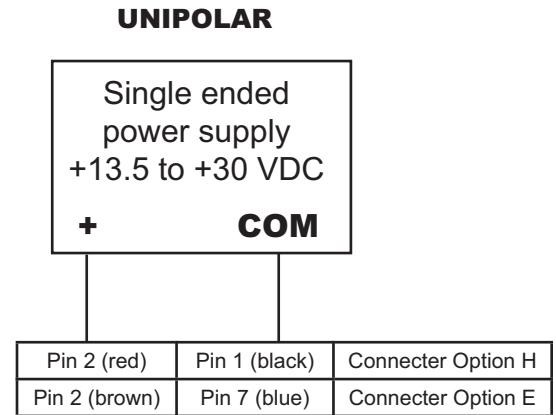 UNIPOLAR
Single ended
power supply
+13.5 to +30 VDC
+ COM
Pin 2 (red) Pin 1 (black) Connecter Option H
Pin 2 (brown) Pin 7 (blue) Connecter Option E